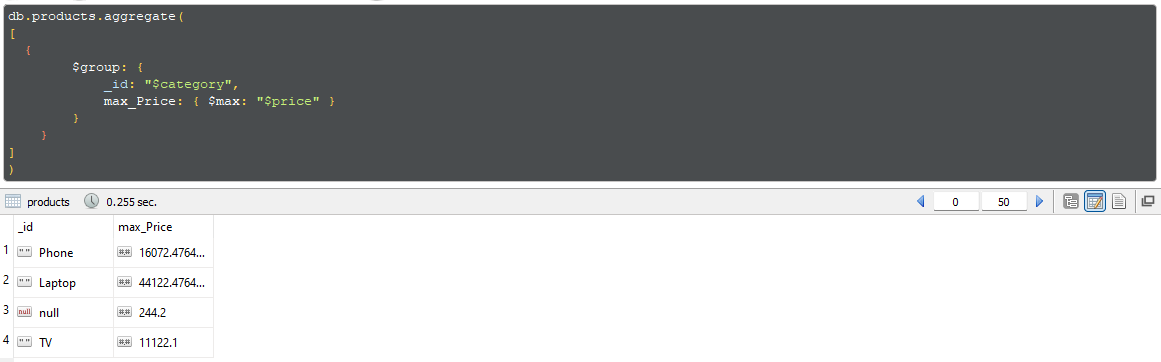 db.products.aggregate(
[
{
$group: {
_id: "$category",
max_Price: { $max: "$price" }
}
}
]
)
products 0.255 sec. 0 50
_id max_Price
1 "" Phone #.# 16072.4764...
2 "" Laptop #.# 44122.4764...
3 null null #.# 244.2
4 "" TV #.# 11122.1